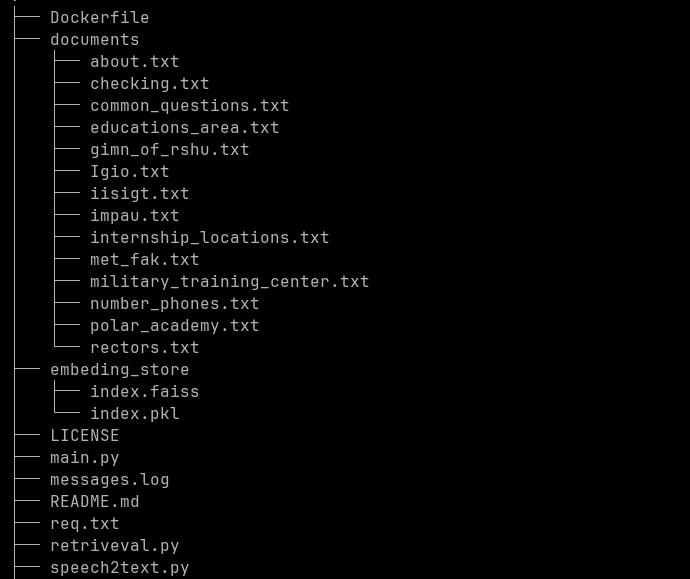 ├── Dockerfile
├── documents
│   ├── about.txt
│   ├── checking.txt
│   ├── common_questions.txt
│   ├── educations_area.txt
│   ├── gimn_of_rshu.txt
│   ├── Igio.txt
│   ├── iisigt.txt
│   ├── impau.txt
│   ├── internship_locations.txt
│   ├── met_fak.txt
│   ├── military_training_center.txt
│   ├── number_phones.txt
│   ├── polar_academy.txt
│   └── rectors.txt
├── embeding_store
│   ├── index.faiss
│   └── index.pkl
├── LICENSE
├── main.py
├── messages.log
├── README.md
├── req.txt
├── retriveval.py
├── speech2text.py